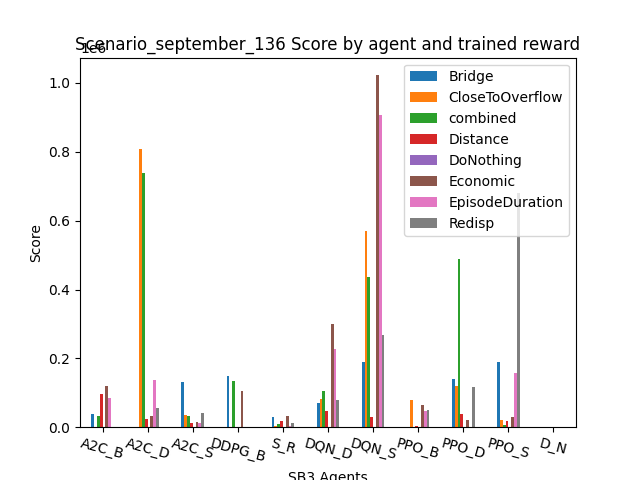 Scenario_september_136 Score by agent and trained reward
1e6
Bridge
CloseToOverflow
combined
Distance
DoNothing
Economic
EpisodeDuration
Redisp
Score
1.0
0.8
0.6
0.4
0.2
0.0
A2C_B A2C_D A2C_S DDPG_B S_R DQN_D DQN_S PPO_B PPO_D PPO_S D_N
SB3 Agents